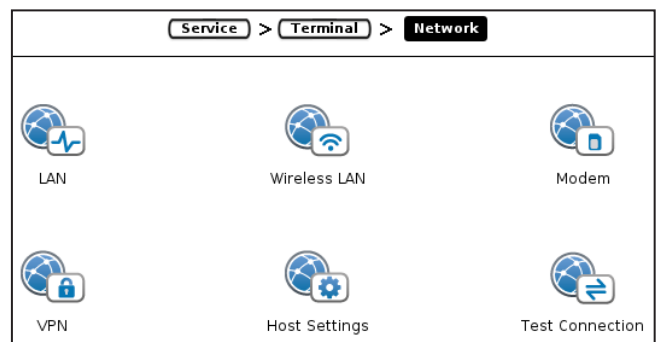 Service > Terminal > Network
LAN Wireless LAN Modem
VPN Host Settings Test Connection